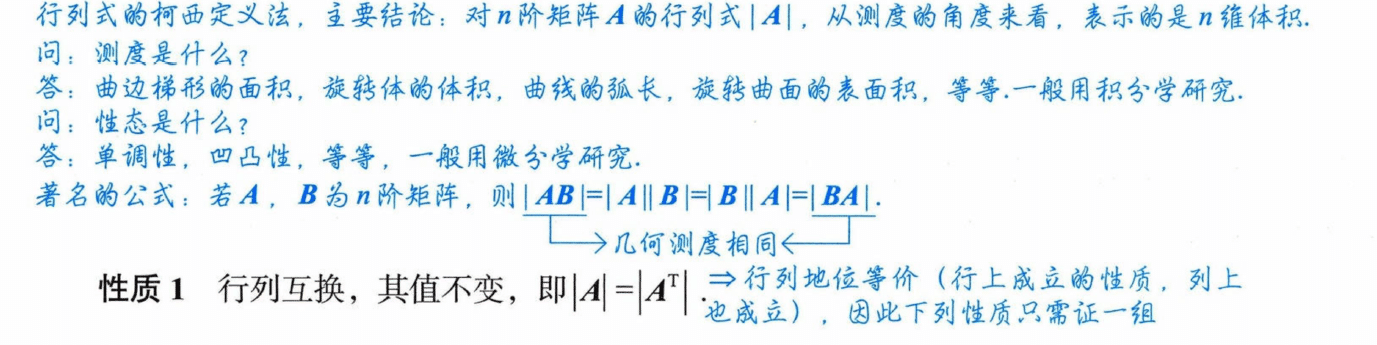 行列式的柯西定义法，主要结论：对n阶矩阵A的行列式|A|，从测度的角度来看，表示的是n维体积.
问：测度是什么？
答：曲边梯形的面积，旋转体的体积，曲线的弧长，旋转曲面的表面积，等等.一般用积分学研究.
问：性态是什么？
答：单调性，凹凸性，等等，一般用微分学研究.
著名的公式：若A，B为n阶矩阵，则|AB|=|A||B|=|B||A|=|BA|.
几何测度相同
性质1 行列互换，其值不变，即|A|=|Aᵀ|.⇒行列地位等价（行上成立的性质，列上
也成立），因此下列性质只需证一组